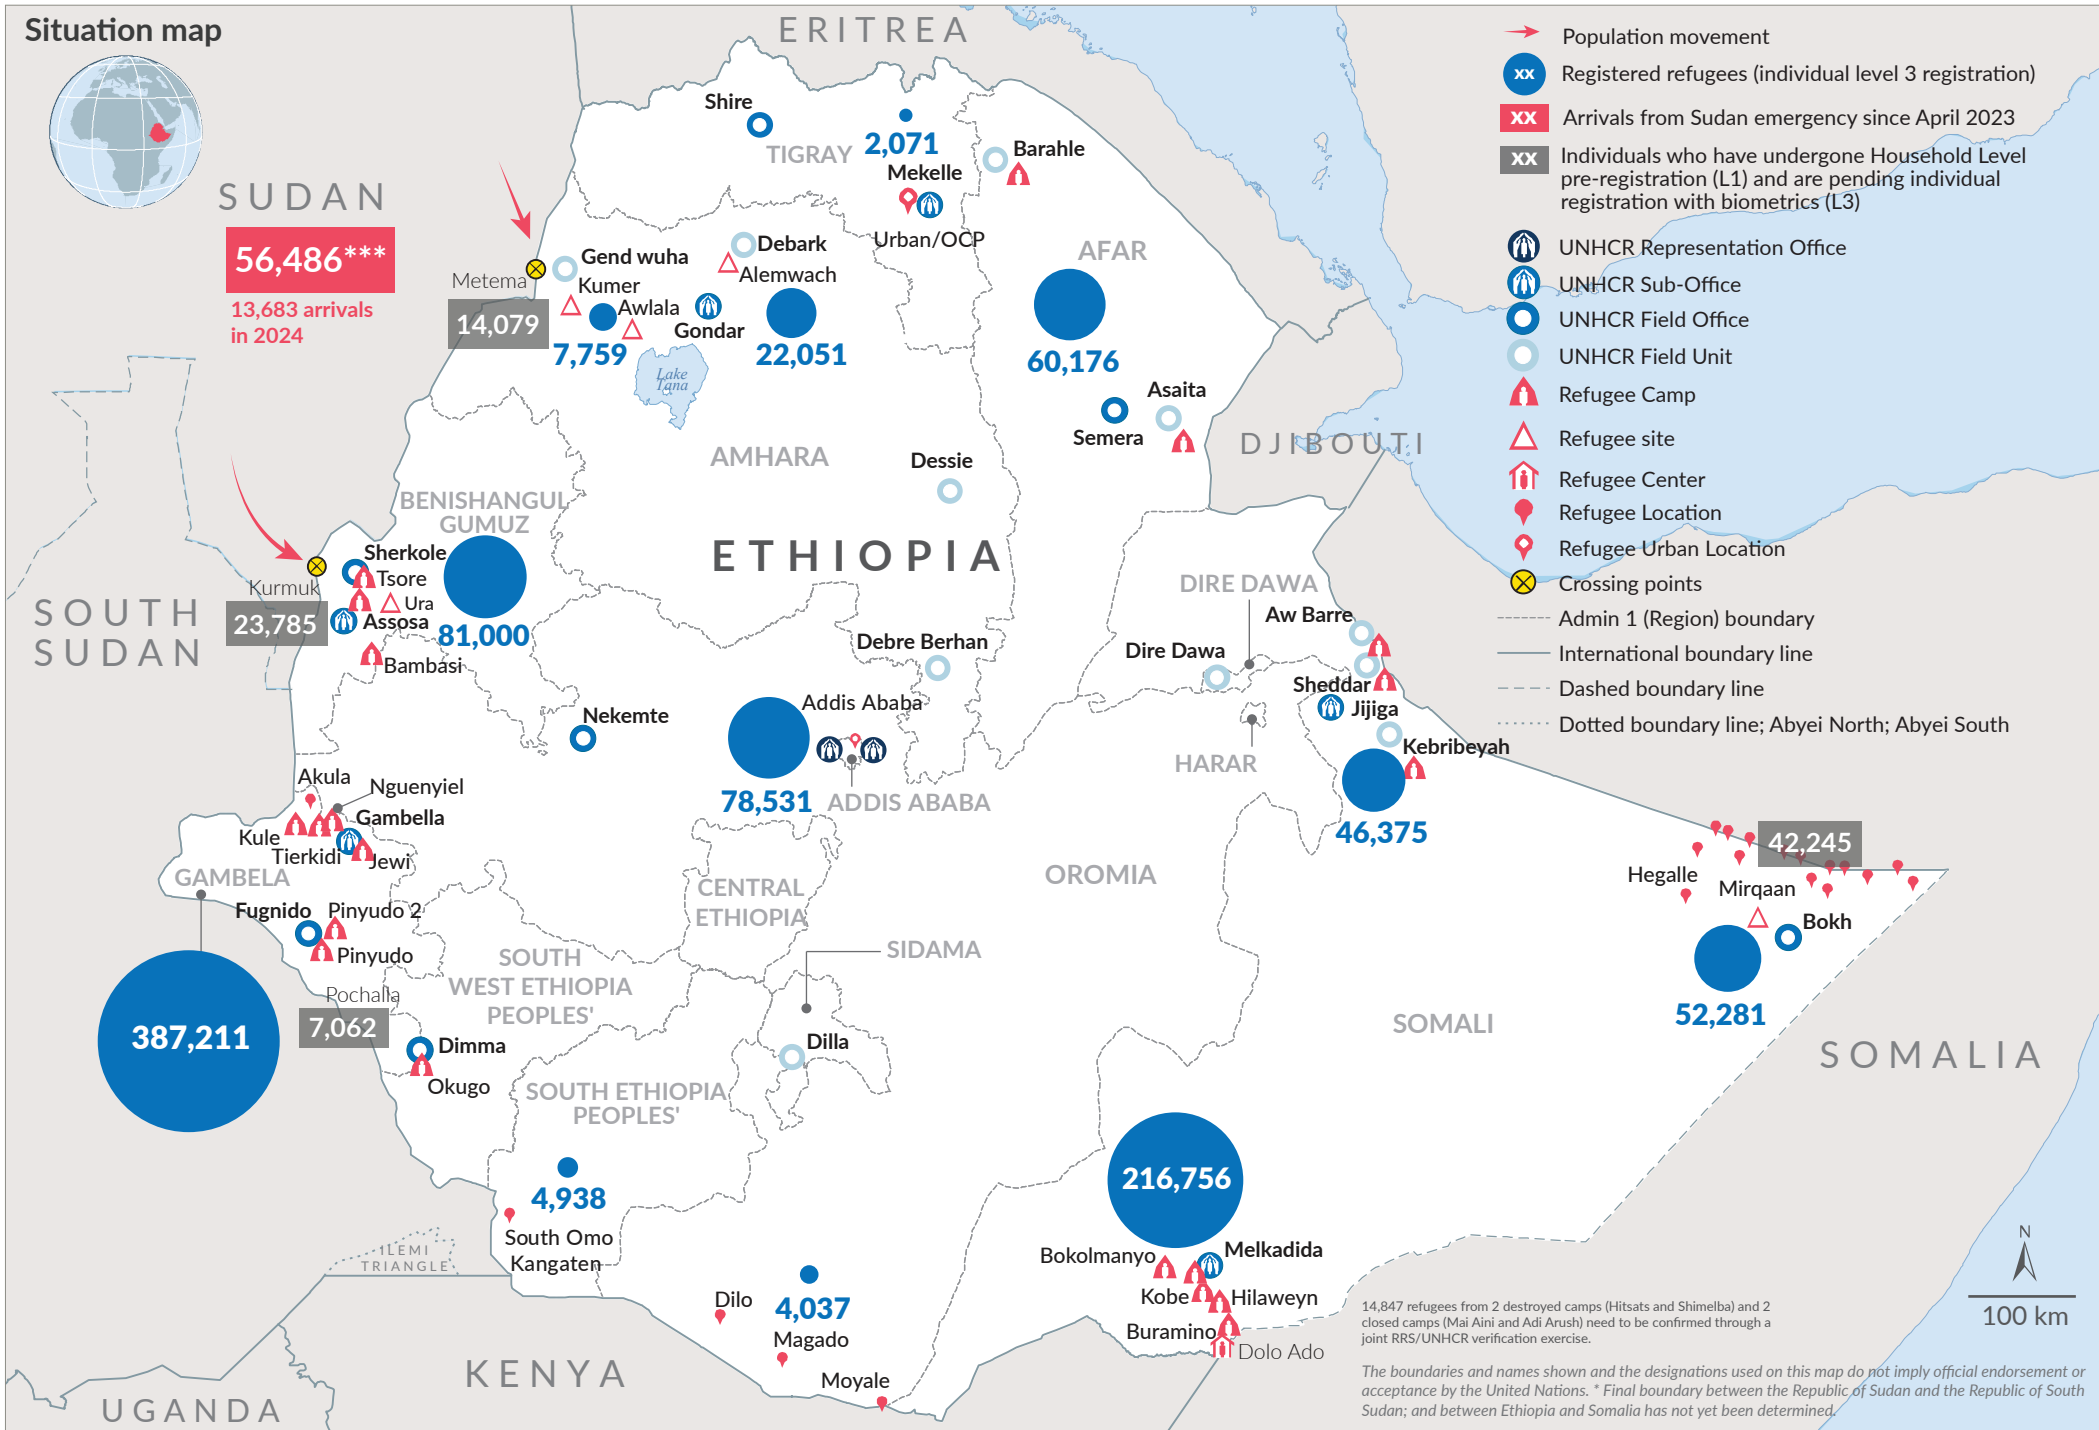 Situation map
ERITREA
SUDAN
56,486***
13,683 arrivals
in 2024
Population movement
xx
Registered refugees (individual level 3 registration)
XX
Arrivals from Sudan emergency since April 2023
XX
Individuals who have undergone Household Level
pre-registration (L1) and are pending individual
registration with biometrics (L3)
UNHCR Representation Office
UNHCR Sub-Office
UNHCR Field Office
UNHCR Field Unit
Refugee Camp
Refugee site
Refugee Center
Refugee Location
Refugee Urban Location
Crossing points
Admin 1 (Region) boundary
International boundary line
Dashed boundary line
Dotted boundary line; Abyei North; Abyei South
Shire
TIGRAY
2,071
Mekelle
Urban/OCP
Barahle
AFAR
60,176
Asaita
Semera
DJIBOUTI
Metema
14,079
Gend wuha
Kumer
Awlala
7,759
Debark
Alemwach
Gondar
22,051
Lake
Tana
AMHARA
Dessie
BENISHANGUL
GUMUZ
ETHIOPIA
Sherkole
Tsore
Ura
Kurmuk
23,785
Assosa
81,000
Bambasi
SOUTH
SUDAN
Debre Berhan
DIRE DAWA
Aw Barre
Dire Dawa
Sheddar
Jijiga
Kebribeyah
HARAR
46,375
Nekemte
Addis Ababa
78,531
ADDIS ABABA
Akula
Nguenyiel
Gambella
Kule
Tierkidi
Jewi
GAMBELA
Fugnido
Pinyudo 2
Pinyudo
Pochalla
7,062
387,211
Dimma
Okugo
CENTRAL
ETHIOPIA
SOUTH
WEST ETHIOPIA
PEOPLES'
SIDAMA
Dilla
SOUTH ETHIOPIA
PEOPLES'
OROMIA
42,245
Hegalle
Mirqaan
Bokh
52,281
SOMALI
SOMALIA
4,938
South Omo
Kangaten
ILEMI
TRIANGLE
216,756
Bokolmanyo
Melkadida
Kobe
Hilaweyn
Buramino
Dolo Ado
Dilo
4,037
Magado
Moyale
KENYA
UGANDA
N
100 km
14,847 refugees from 2 destroyed camps (Hitsats and Shimelba) and 2
closed camps (Mai Aini and Adi Arush) need to be confirmed through a
joint RRS/UNHCR verification exercise.
The boundaries and names shown and the designations used on this map do not imply official endorsement or
acceptance by the United Nations. * Final boundary between the Republic of Sudan and the Republic of South
Sudan; and between Ethiopia and Somalia has not yet been determined.